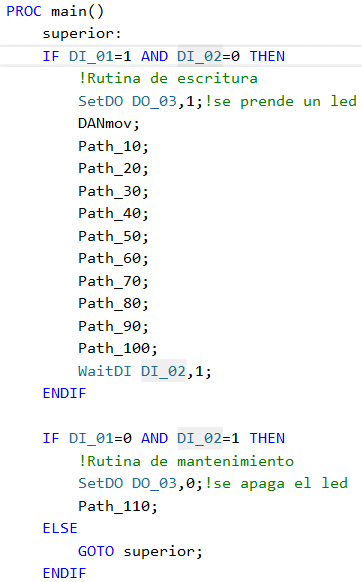 PROC main()
superior:
IF DI_01=1 AND DI_02=0 THEN
!Rutina de escritura
SetDO DO_03,1;!se prende un led
DANmov;
Path_10;
Path_20;
Path_30;
Path_40;
Path_50;
Path_60;
Path_70;
Path_80;
Path_90;
Path_100;
WaitDI DI_02,1;
ENDIF
IF DI_01=0 AND DI_02=1 THEN
!Rutina de mantenimiento
SetDO DO_03,0;!se apaga el led
Path_110;
ELSE
GOTO superior;
ENDIF